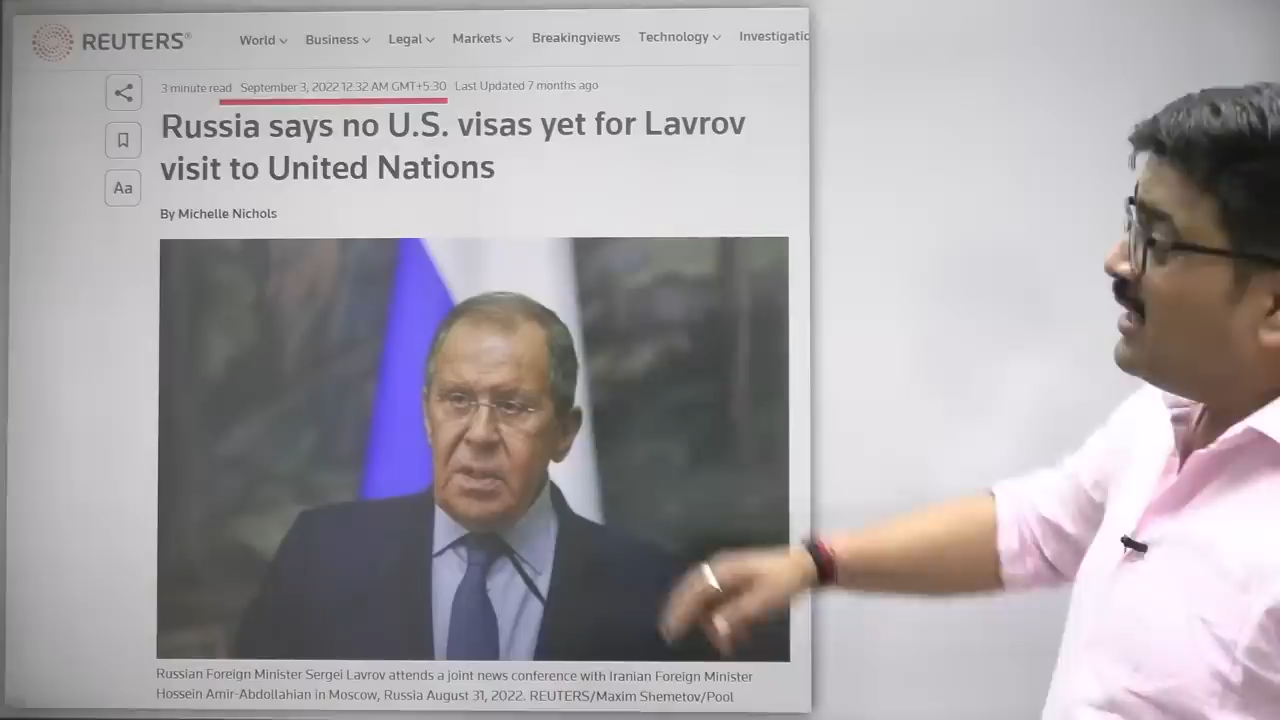 REUTERS®
World Business Legal Markets Breakingviews Technology Investigatio
3 minute read September 3, 2022 12:32 AM GMT+5:30 Last Updated 7 months ago
Russia says no U.S. visas yet for Lavrov
visit to United Nations
Aa
By Michelle Nichols
Russian Foreign Minister Sergei Lavrov attends a joint news conference with Iranian Foreign Minister
Hossein Amir-Abdollahian in Moscow, Russia August 31, 2022. REUTERS/Maxim Shemetov/Pool